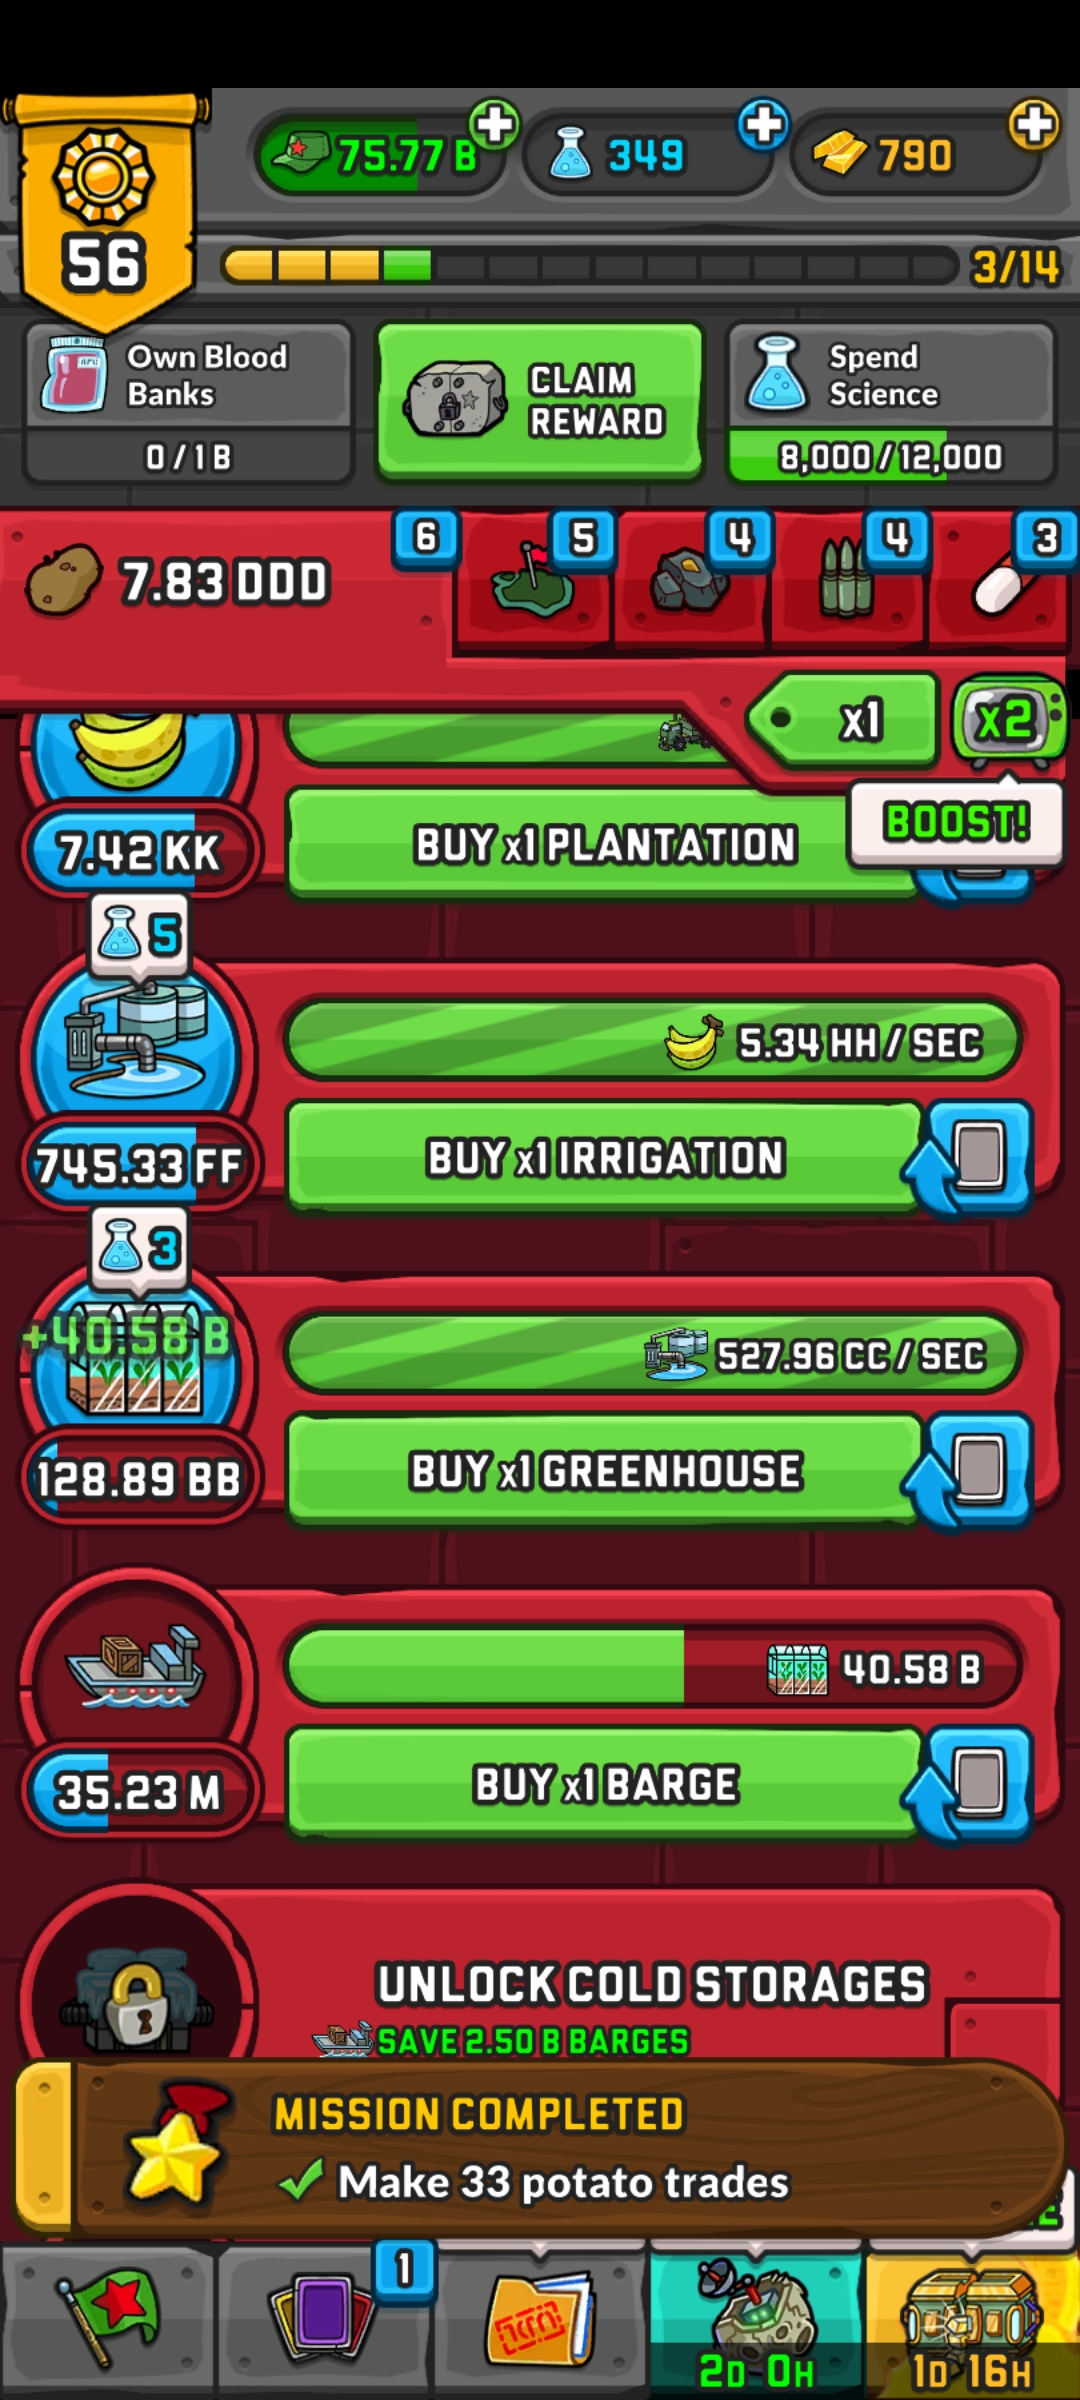 56
75.77 B
349
790
3/14
Own Blood
Banks
0 / 1 B
CLAIM
REWARD
Spend
Science
8,000 / 12,000
7.83 DDD
6
5
4
4
3
x1
x2
BOOST!
7.42 KK
BUY x1 PLANTATION
5
5.34 HH / SEC
745.33 FF
BUY x1 IRRIGATION
3
+40.58 B
527.96 CC / SEC
128.89 BB
BUY x1 GREENHOUSE
40.58 B
35.23 M
BUY x1 BARGE
UNLOCK COLD STORAGES
SAVE 2.50 B BARGES
MISSION COMPLETED
Make 33 potato trades
1
2D 0H
1D 16H